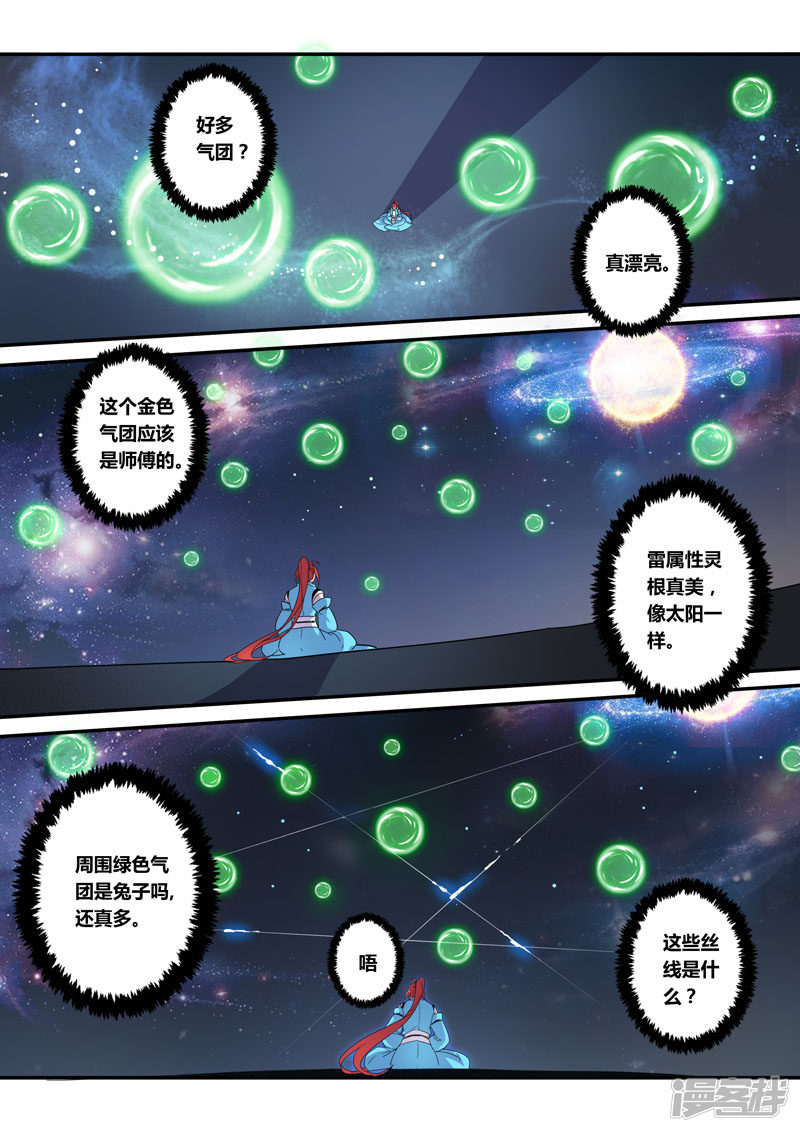 好多
气团？
真漂亮。
这个金色
气团应该
是师傅的。
雷属性灵
根真美，
像太阳一
样。
周围绿色气
团是兔子吗,
还真多。
唔
这些丝
线是什
么？
漫客栈